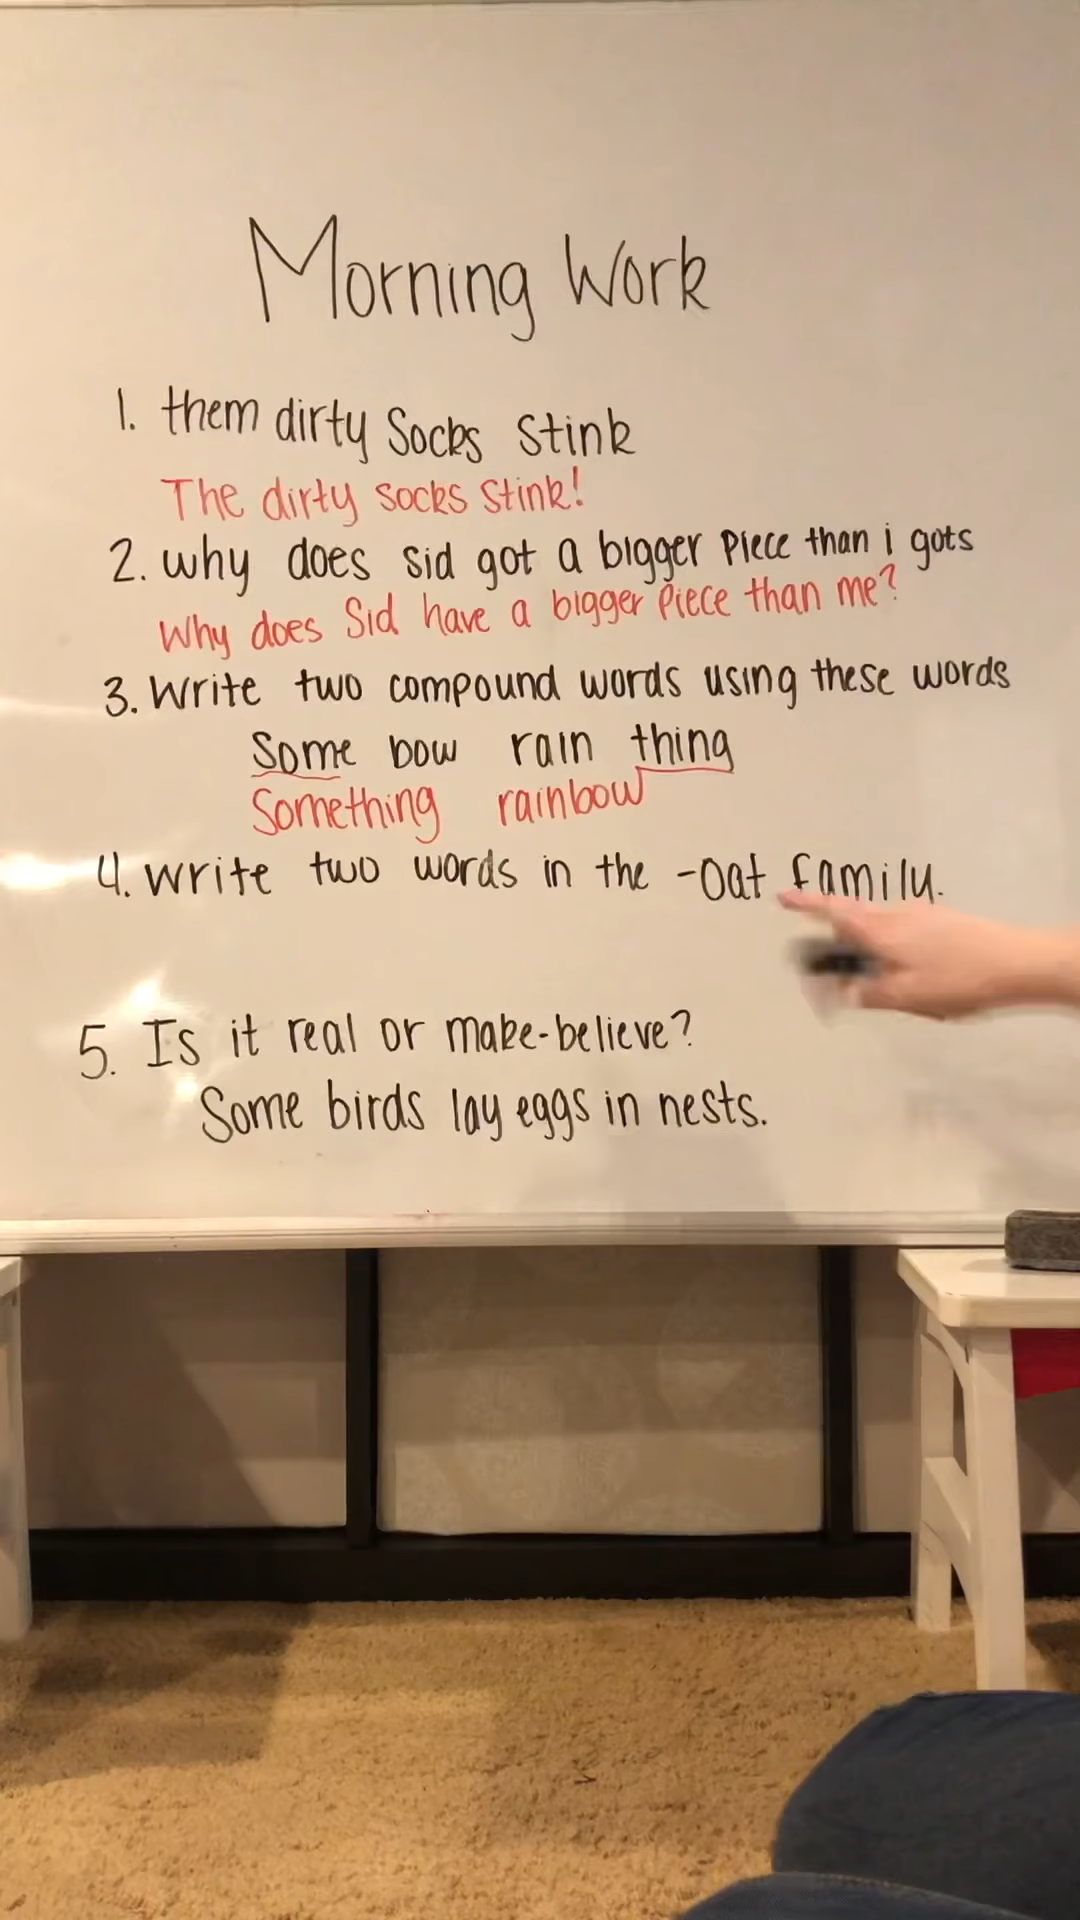 Morning Work
1. them dirty Socks Stink
The dirty socks Stink!
2. why does sid got a bigger piece than i gots
Why does Sid have a bigger piece than me?
3. Write two compound words using these words
Some bow rain thing
Something rainbow
4. Write two words in the -oat family.
5. Is it real or make-believe?
Some birds lay eggs in nests.